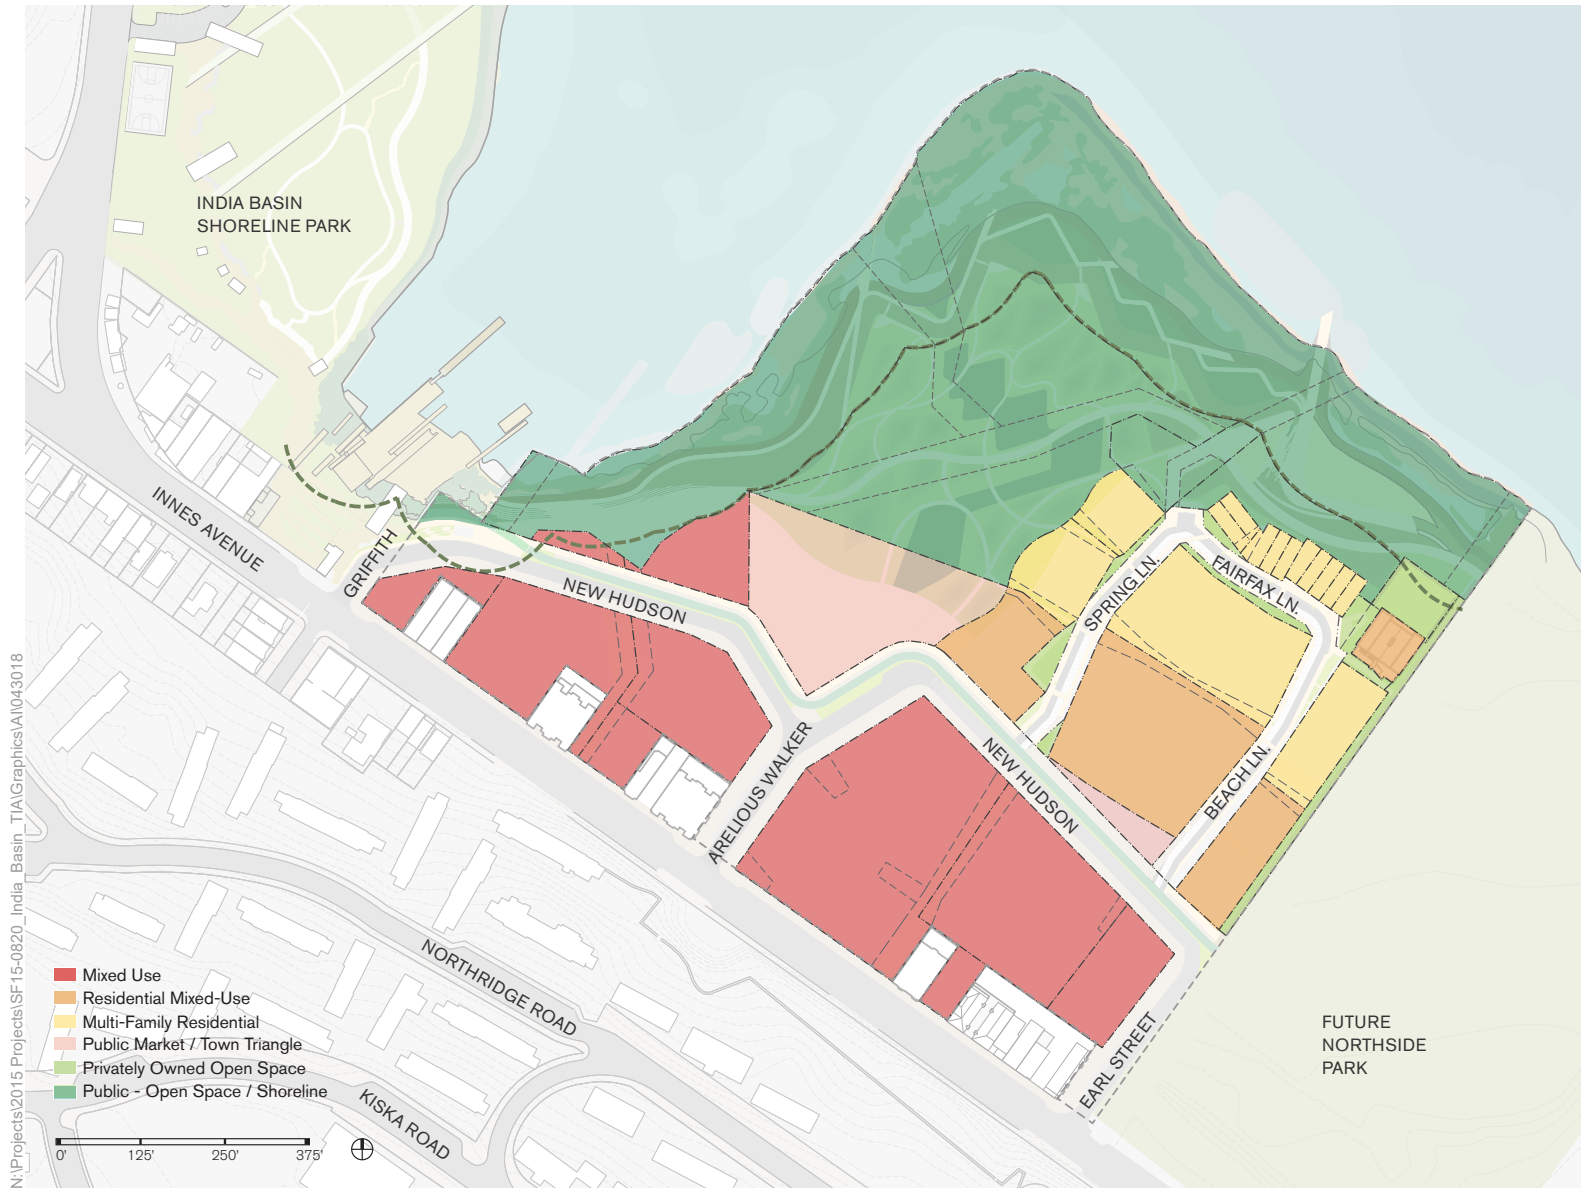 INDIA BASIN
SHORELINE PARK
INNES AVENUE
GRIFFITH
NEW HUDSON
SPRING LN.
FAIRFAX LN.
ARELIOUS WALKER
NEW HUDSON
BEACH LN.
NORTHRIDGE ROAD
EARL STREET
KISKA ROAD
FUTURE
NORTHSIDE
PARK
Mixed Use
Residential Mixed-Use
Multi-Family Residential
Public Market / Town Triangle
Privately Owned Open Space
Public - Open Space / Shoreline
0' 125' 250' 375'
N:\Projects\2015 Projects\SF15-0820_India_Basin_TIA\Graphics\AI\043018